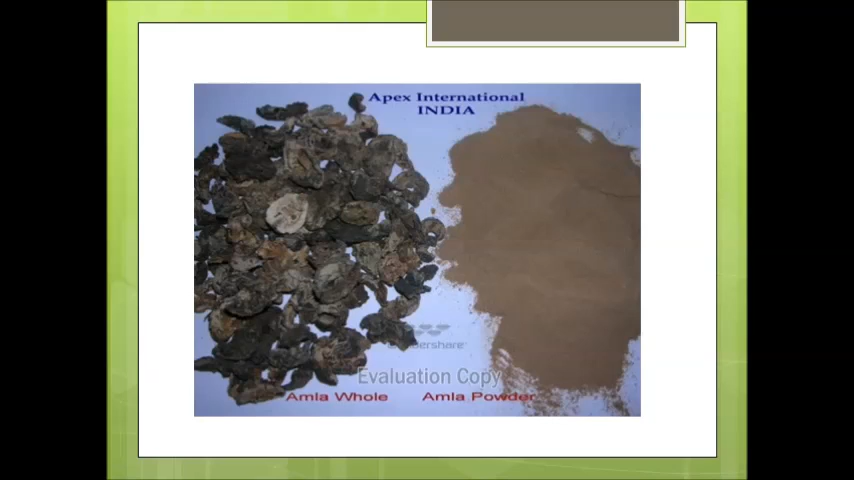 Apex International
INDIA
Evaluation Copy
Amla Whole Amla Powder